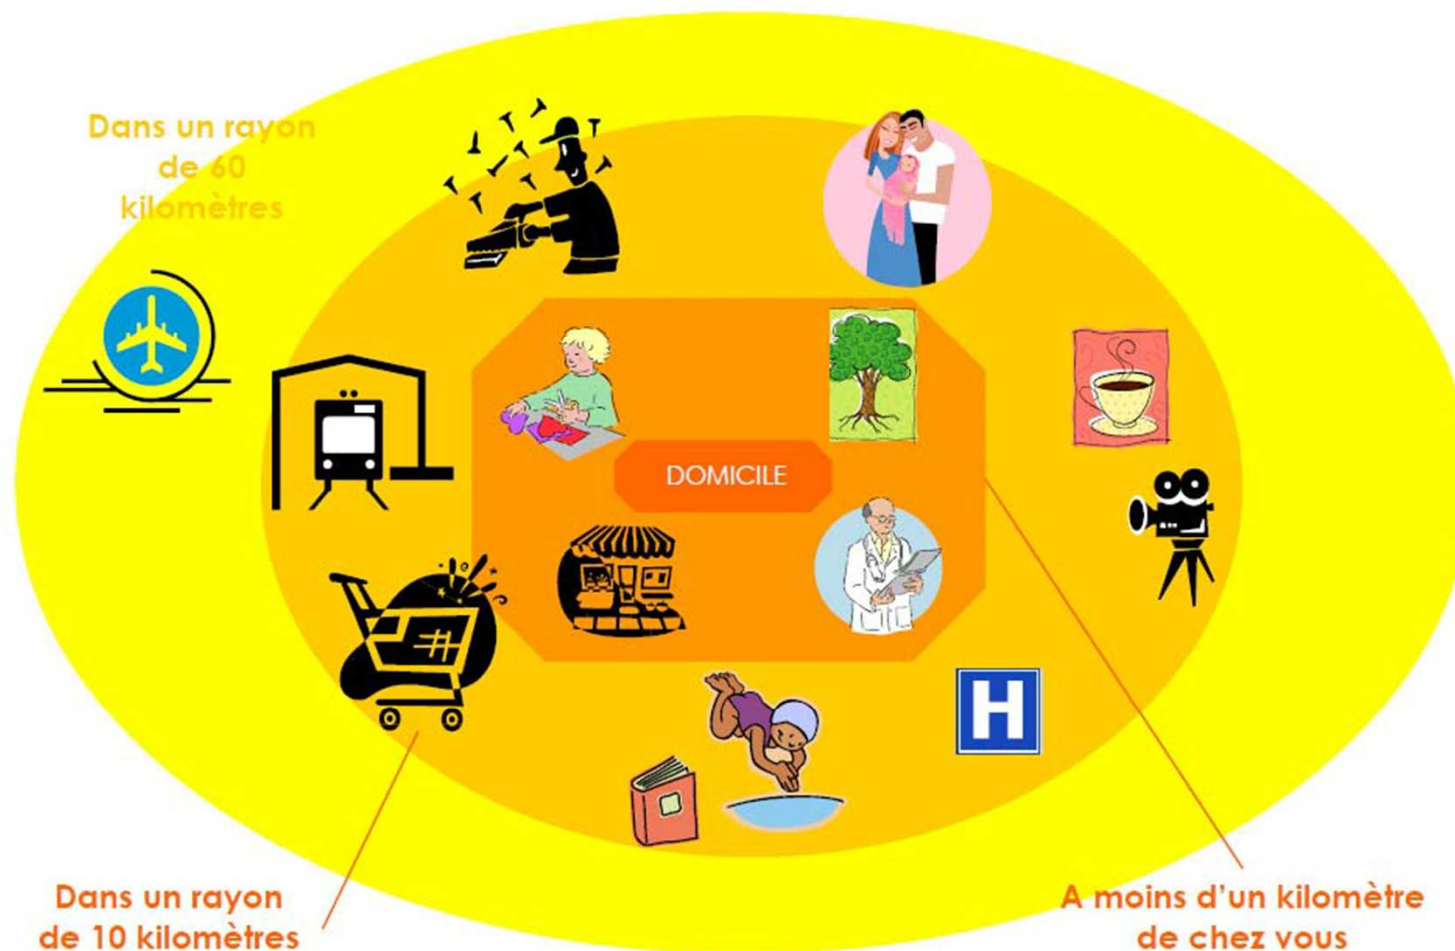 Dans un rayon
de 60
kilomètres
DOMICILE
H
Dans un rayon
de 10 kilomètres
A moins d'un kilomètre
de chez vous